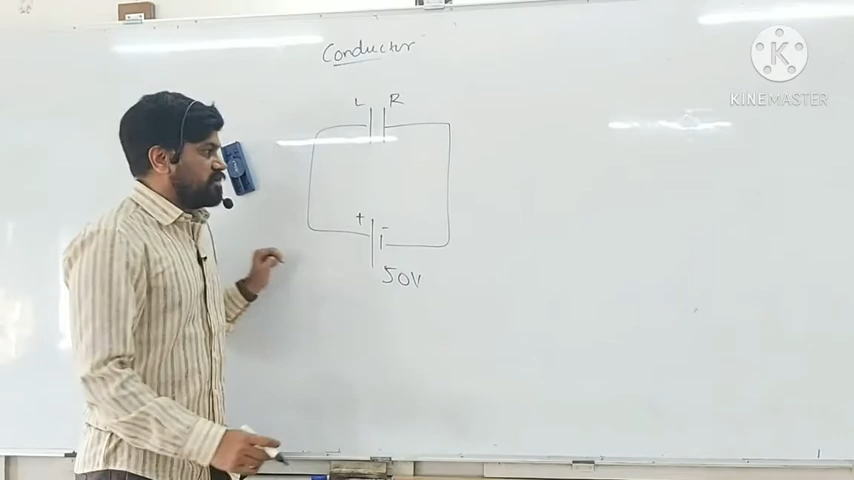 Conductor
L R
+ -
50V
K
KINEMASTER